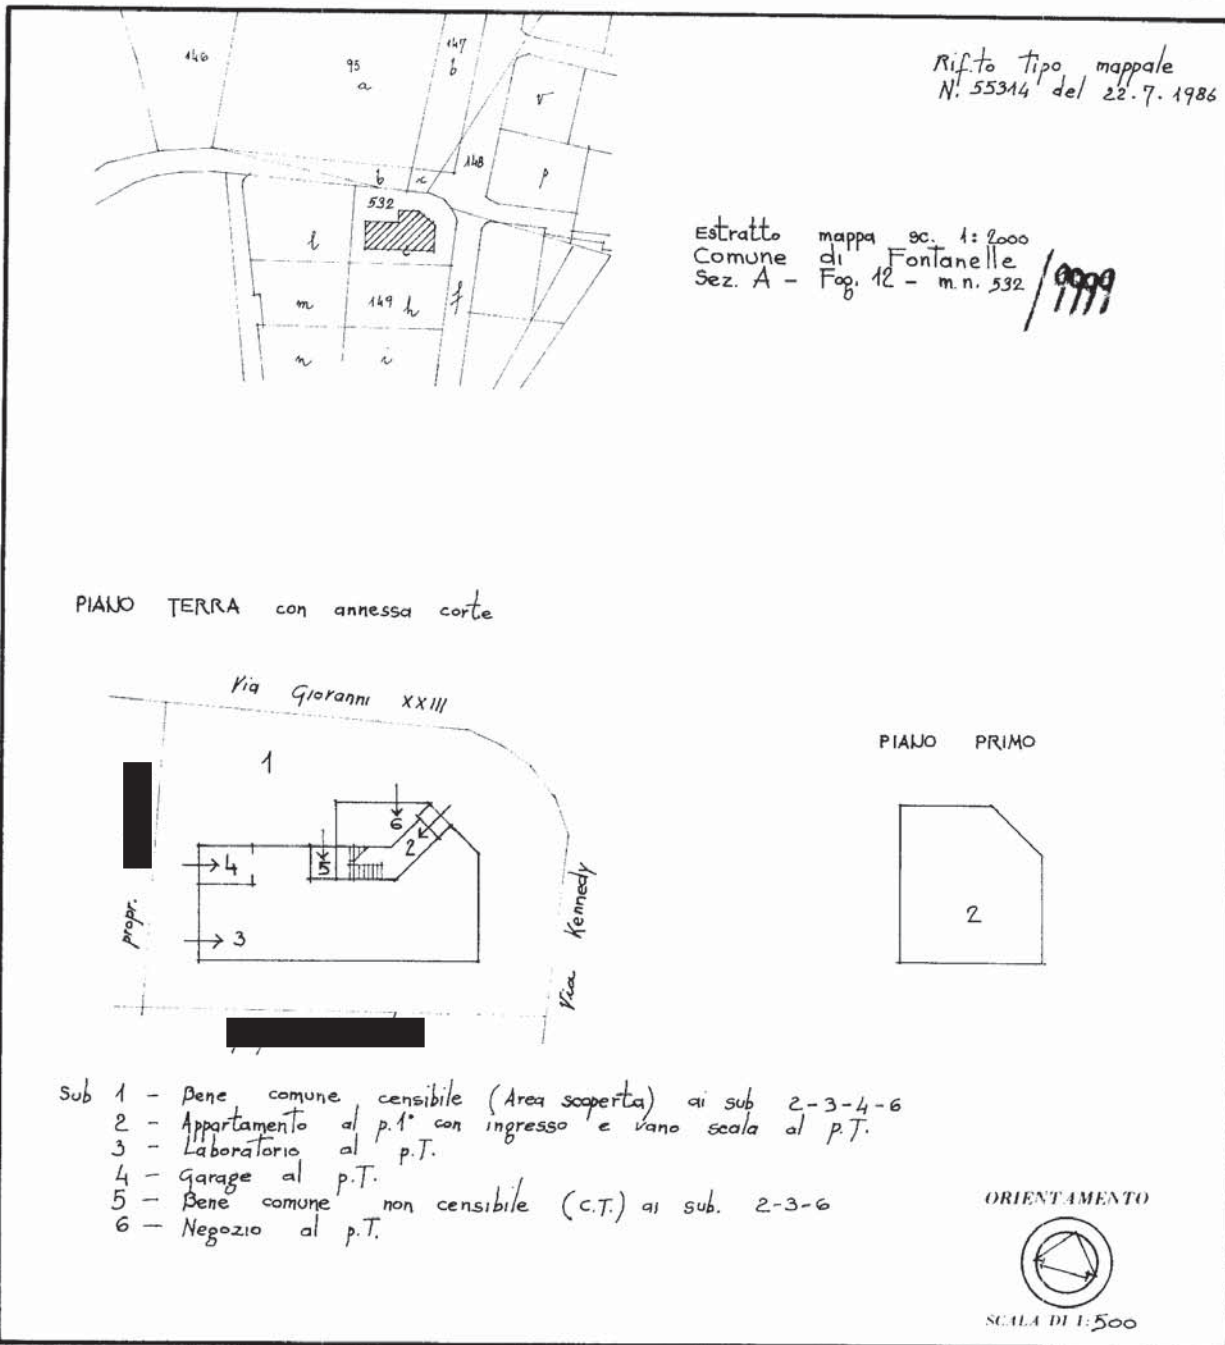 Rif.to tipo mappale
N. 55314 del 22.7.1986
146
95
a
147
b
v
148
p
b
x
532
l
c
m
149 h
f
n
i
Estratto mappa sc. 1:2000
Comune di Fontanelle
Sez. A - Fog. 12 - m.n. 532
PIANO TERRA con annessa corte
Via Giovanni XXIII
1
PIANO PRIMO
6
2
5
4
3
propr.
Via Kennedy
2
Sub 1 - Bene comune censibile (Area scoperta) ai sub 2-3-4-6
2 - Appartamento al p.1° con ingresso e vano scala al p.T.
3 - Laboratorio al p.T.
4 - Garage al p.T.
5 - Bene comune non censibile (C.T.) ai sub. 2-3-6
6 - Negozio al p.T.
ORIENTAMENTO
SCALA DI 1:500